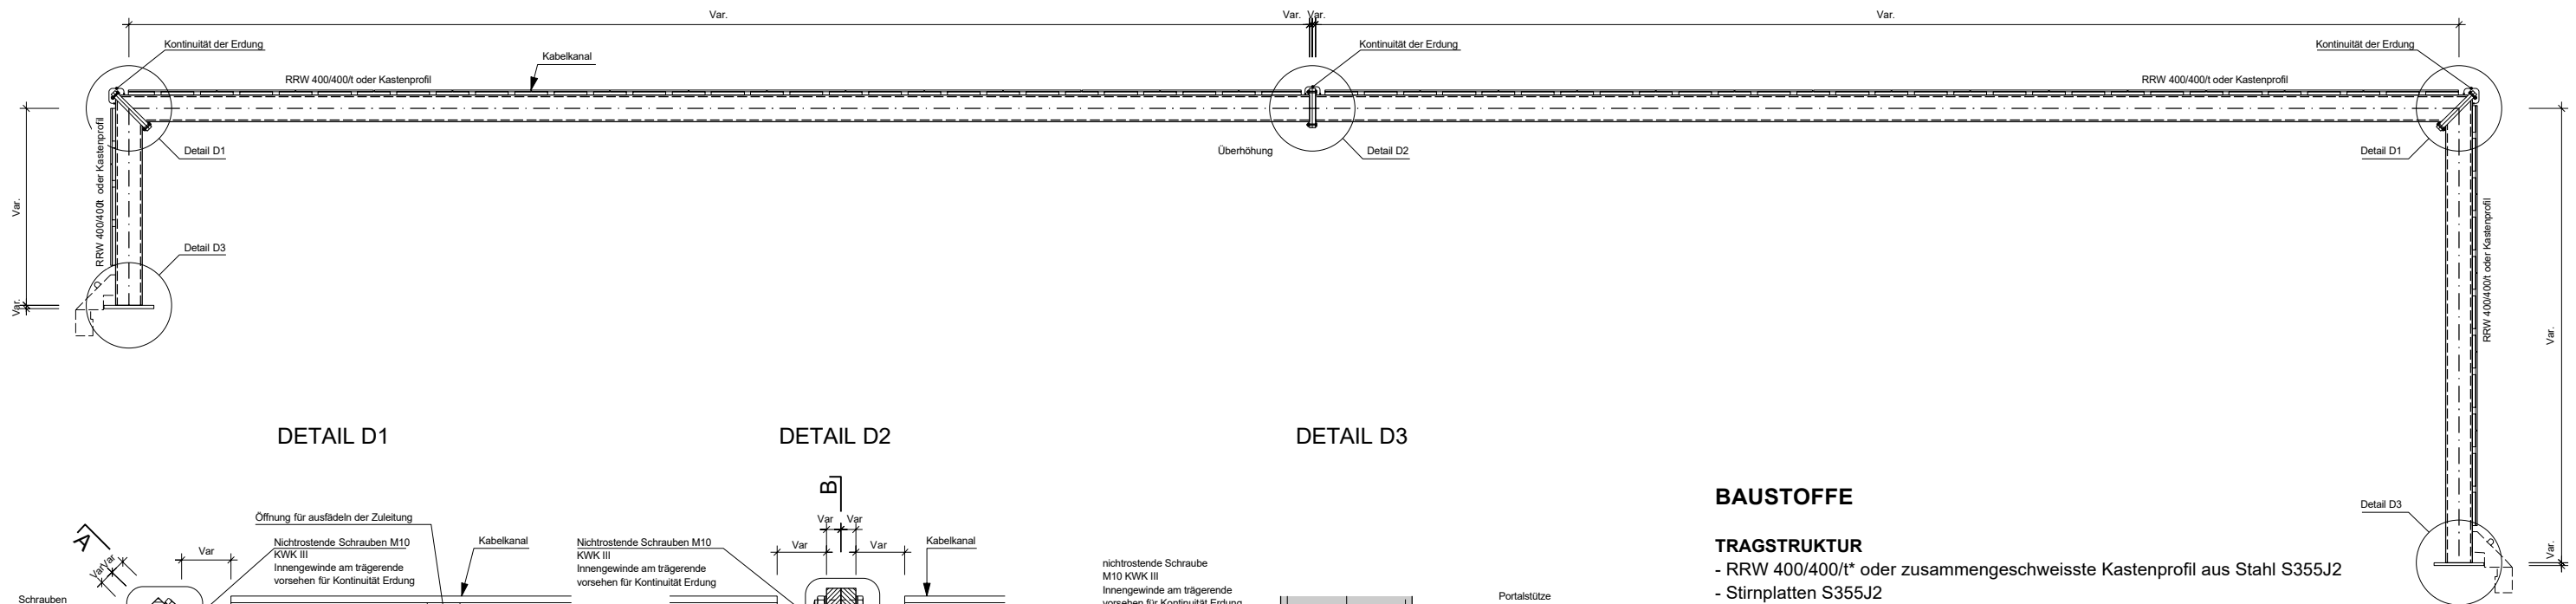 Var.
Var.
Var.
Var.
Kontinuität der Erdung
Kontinuität der Erdung
Kontinuität der Erdung
Kabelkanal
RRW 400/400/t oder Kastenprofil
RRW 400/400/t oder Kastenprofil
RRW 400/400/t oder Kastenprofil
Detail D1
Überhöhung
Detail D2
Detail D1
Var.
Detail D3
Var.
D
RRW 400/400/t oder Kastenprofil
Var.
Detail D3
D
Var.
DETAIL D1
DETAIL D2
DETAIL D3
A
Var
Var
Var
Öffnung für ausfädeln der Zuleitung
Nichtrostende Schrauben M10
KWK III
Innengewinde am trägerende
vorsehen für Kontinuität Erdung
Kabelkanal
Schrauben
B
Var
Var
Var
Var
Nichtrostende Schrauben M10
KWK III
Innengewinde am trägerende
vorsehen für Kontinuität Erdung
Kabelkanal
nichtrostende Schraube
M10 KWK III
Innengewinde am trägerende
vorsehen für Kontinuität Erdung
Portalstütze
BAUSTOFFE
TRAGSTRUKTUR
- RRW 400/400/t* oder zusammengeschweisste Kastenprofil aus Stahl S355J2
- Stirnplatten S355J2